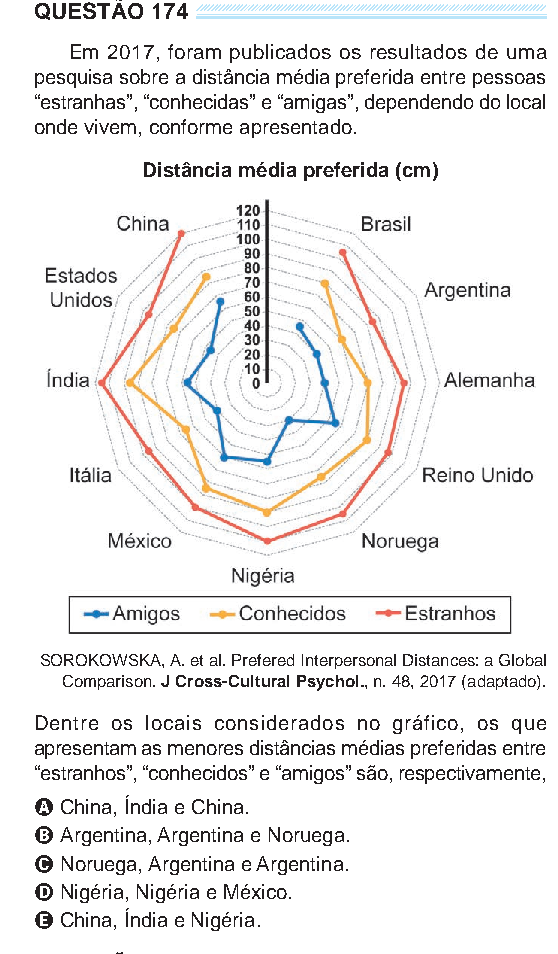 QUESTÃO 174
Em 2017, foram publicados os resultados de uma
pesquisa sobre a distância média preferida entre pessoas
“estranhas”, “conhecidas” e “amigas”, dependendo do local
onde vivem, conforme apresentado.
Distância média preferida (cm)
120
110
100
90
80
70
60
50
40
30
20
10
0
China
Brasil
Estados
Unidos
Argentina
Índia
Alemanha
Itália
Reino Unido
México
Noruega
Nigéria
Amigos Conhecidos Estranhos
SOROKOWSKA, A. et al. Prefered Interpersonal Distances: a Global
Comparison. J Cross-Cultural Psychol., n. 48, 2017 (adaptado).
Dentre os locais considerados no gráfico, os que
apresentam as menores distâncias médias preferidas entre
“estranhos”, “conhecidos” e “amigos” são, respectivamente,
A China, Índia e China.
B Argentina, Argentina e Noruega.
C Noruega, Argentina e Argentina.
D Nigéria, Nigéria e México.
E China, Índia e Nigéria.